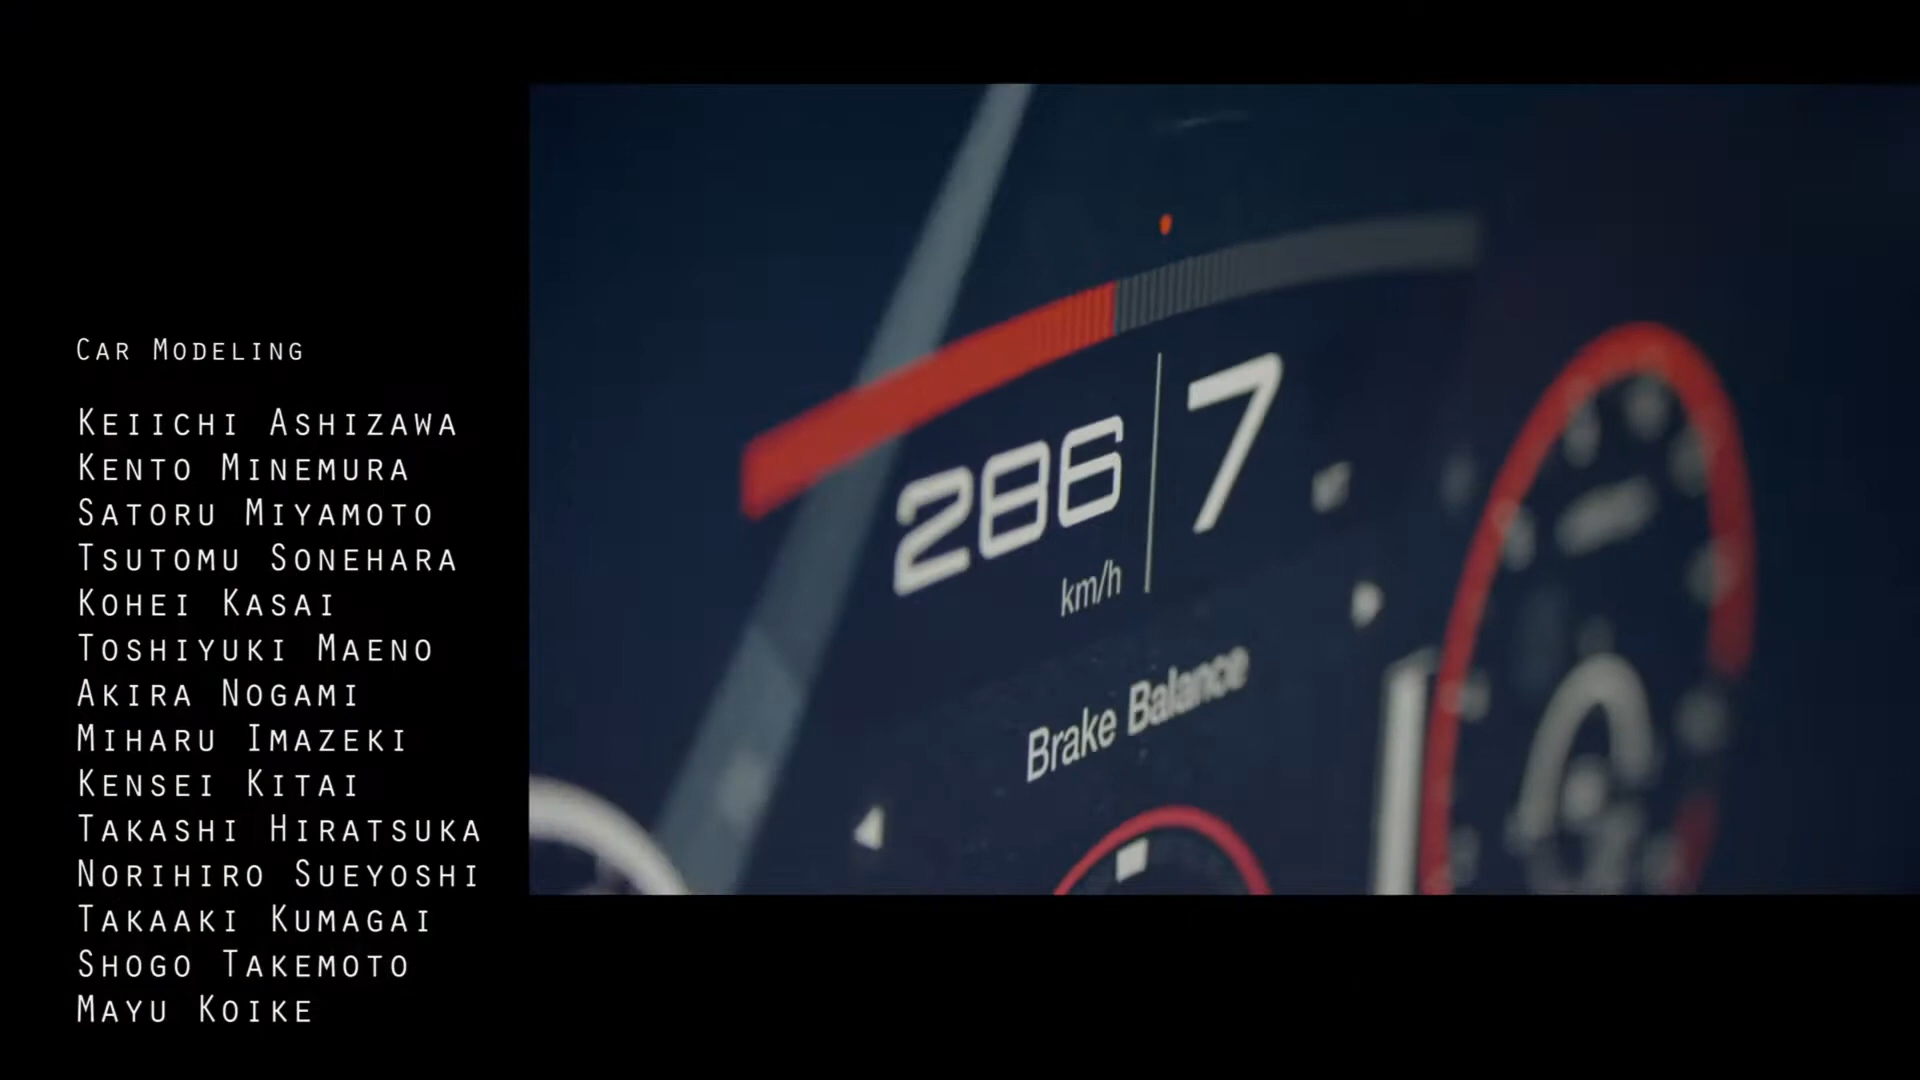 Car Modeling
Keiichi Ashizawa
Kento Minemura
Satoru Miyamoto
Tsutomu Sonehara
Kohei Kasai
Toshiyuki Maeno
Akira Nogami
Miharu Imazeki
Kensei Kitai
Takashi Hiratsuka
Norihiro Sueyoshi
Takaaki Kumagai
Shogo Takemoto
Mayu Koike
286 7
km/h
Brake Balance